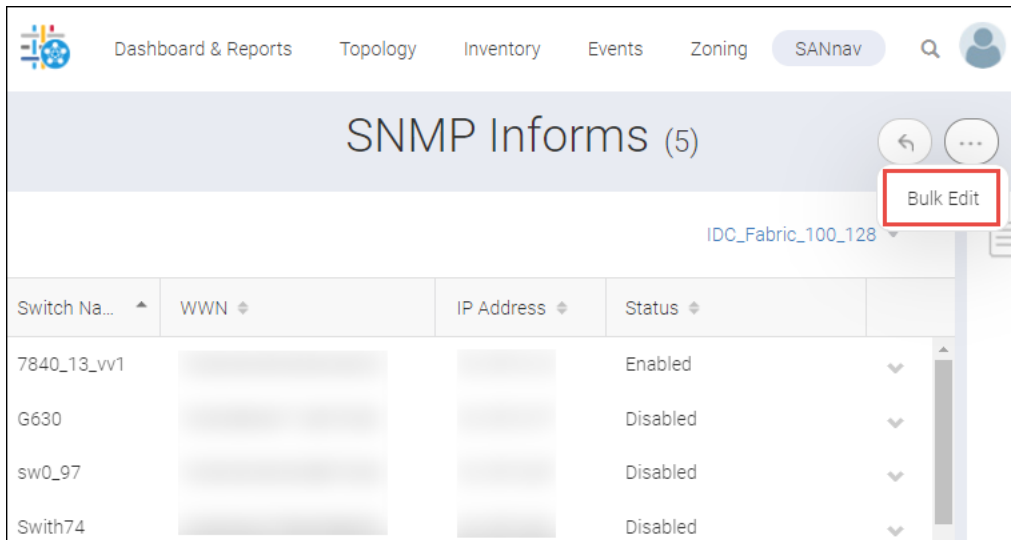 Dashboard & Reports Topology Inventory Events Zoning SANnav
SNMP Informs (5)
Bulk Edit
IDC_Fabric_100_128
Switch Na... WWN IP Address Status
7840_13_vv1 Enabled
G630 Disabled
sw0_97 Disabled
Swith74 Disabled